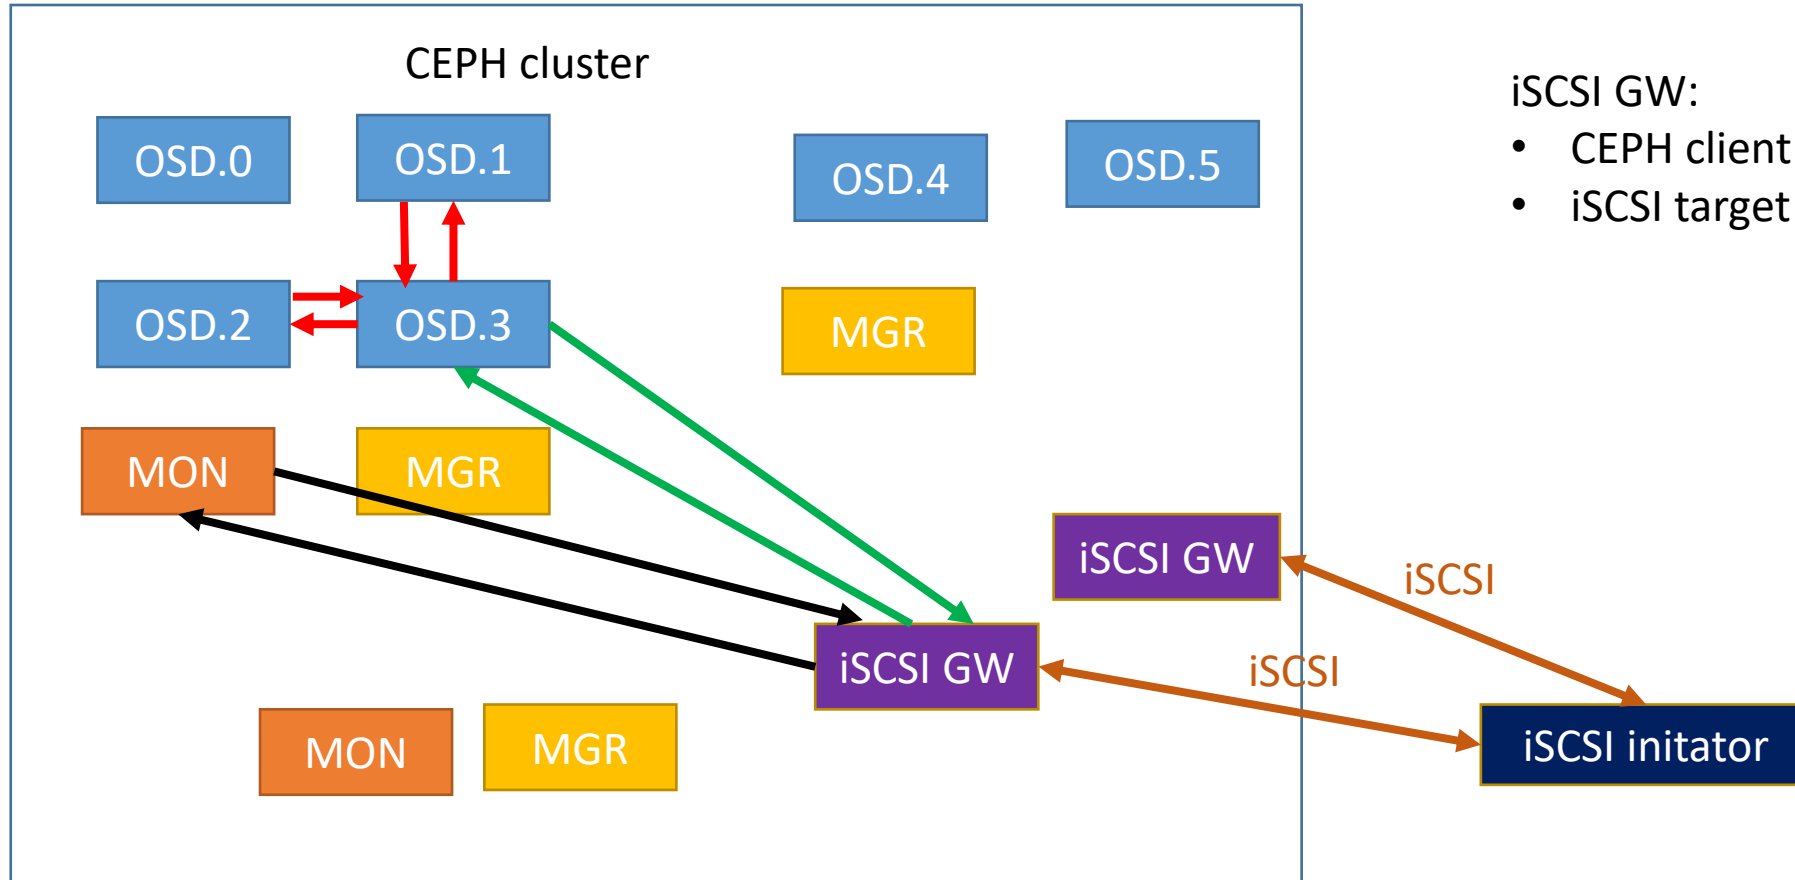 CEPH cluster
iSCSI GW:
• CEPH client
• iSCSI target
OSD.0
OSD.1
OSD.4
OSD.5
OSD.2
OSD.3
MGR
MON
MGR
iSCSI GW
iSCSI
iSCSI GW
iSCSI
MON
MGR
iSCSI initator